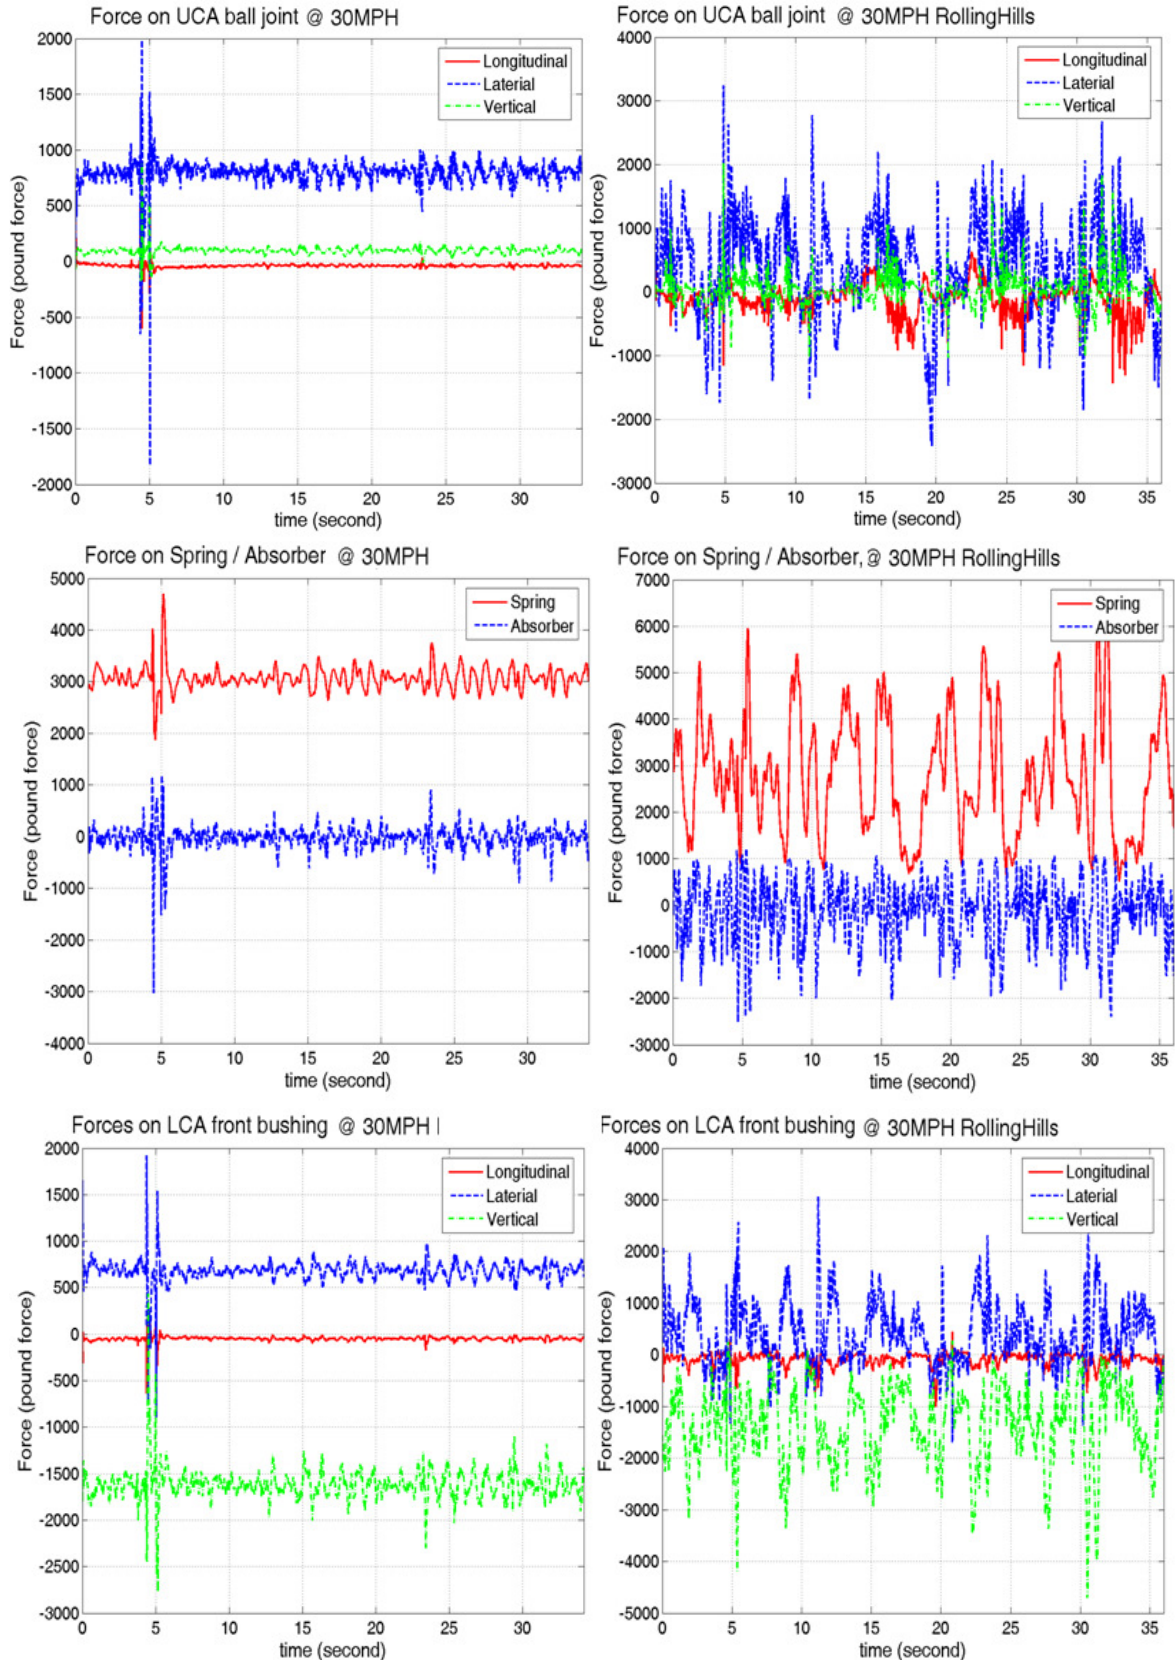 Force on UCA ball joint @ 30MPH
2000
1500
1000
500
0
-500
-1000
-1500
-2000
Force (pound force)
Longitudinal
Laterial
Vertical
0 5 10 15 20 25 30
time (second)
Force on UCA ball joint @ 30MPH RollingHills
4000
3000
2000
1000
0
-1000
-2000
-3000
Force (pound force)
Longitudinal
Laterial
Vertical
0 5 10 15 20 25 30 35
time (second)
Force on Spring / Absorber @ 30MPH
5000
4000
3000
2000
1000
0
-1000
-2000
-3000
-4000
Force (pound force)
Spring
Absorber
0 5 10 15 20 25 30
time (second)
Force on Spring / Absorber, @ 30MPH RollingHills
7000
6000
5000
4000
3000
2000
1000
0
-1000
-2000
-3000
Force (pound force)
Spring
Absorber
0 5 10 15 20 25 30 35
time (second)
Forces on LCA front bushing @ 30MPH |
2000
1500
1000
500
0
-500
-1000
-1500
-2000
-2500
-3000
Force (pound force)
Longitudinal
Laterial
Vertical
0 5 10 15 20 25 30
time (second)
Forces on LCA front bushing @ 30MPH RollingHills
4000
3000
2000
1000
0
-1000
-2000
-3000
-4000
-5000
Force (pound force)
Longitudinal
Laterial
Vertical
0 5 10 15 20 25 30 35
time (second)